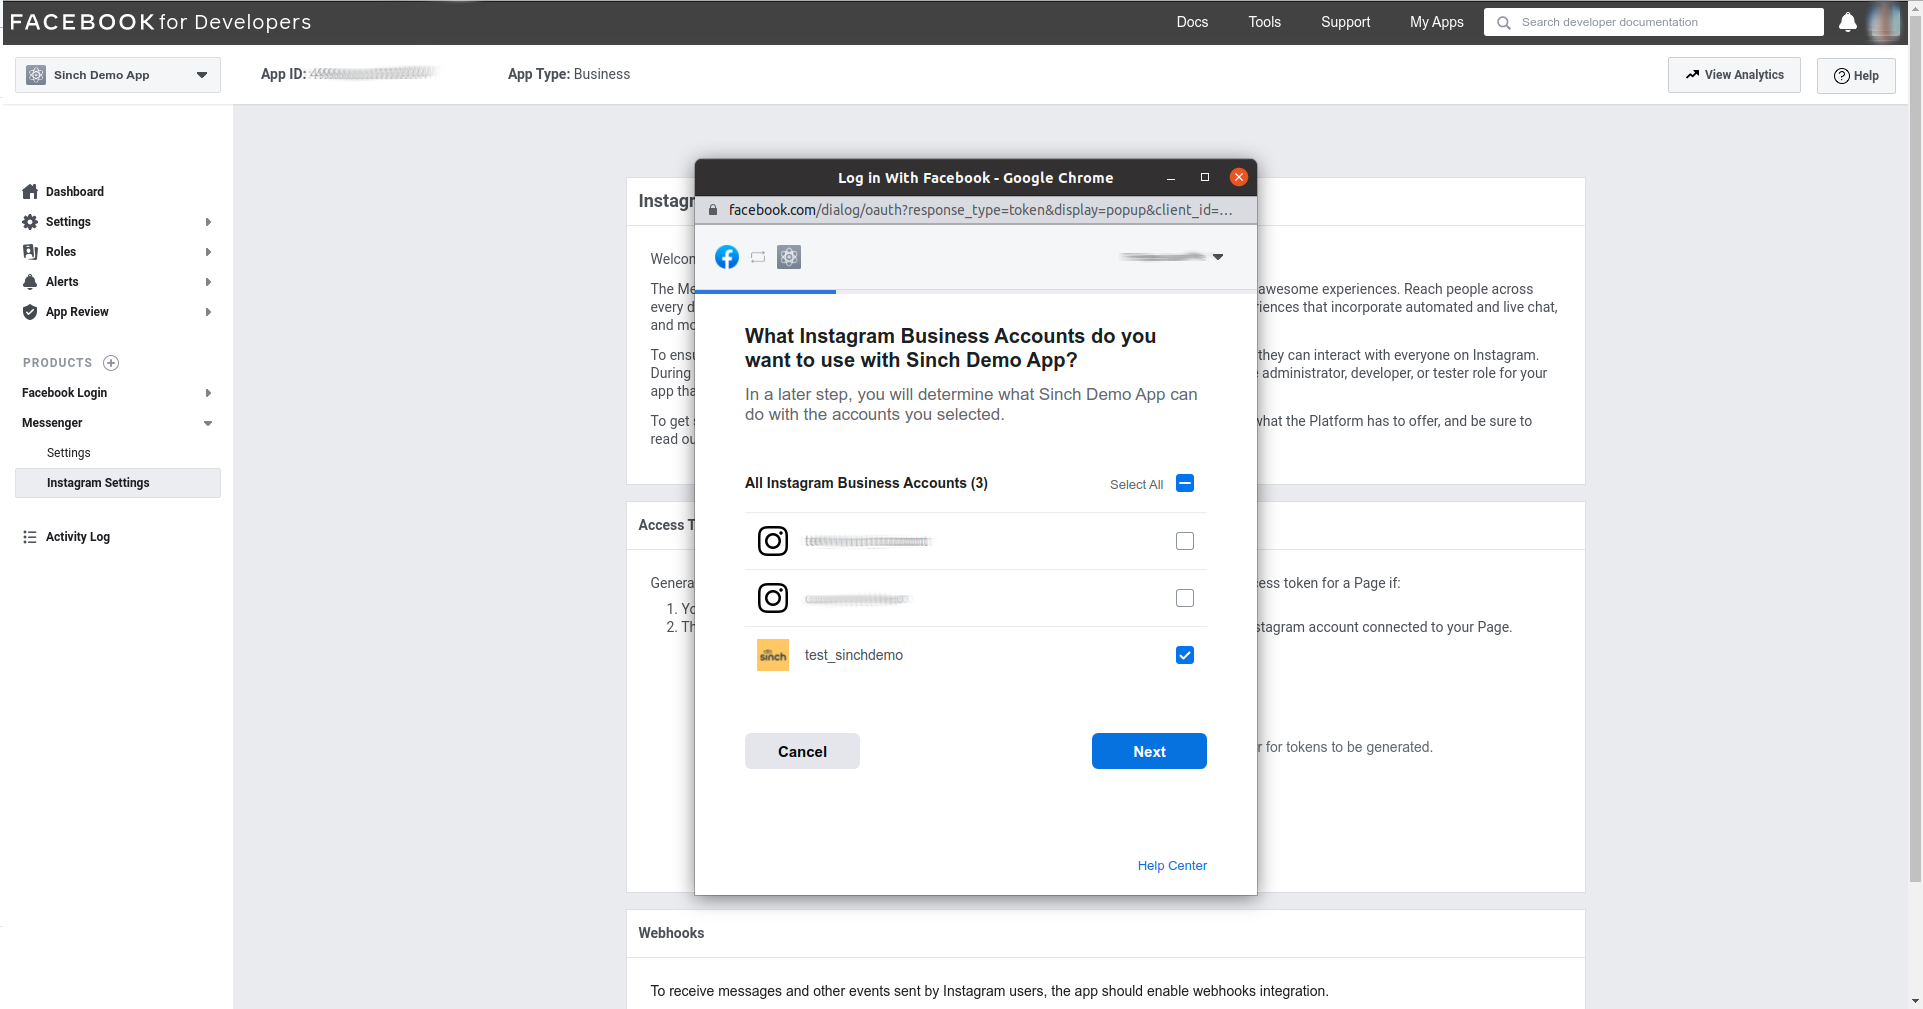 FACEBOOK for Developers
Docs
Tools
Support
My Apps
Search developer documentation
Sinch Demo App
App ID:
App Type: Business
View Analytics
Help
Dashboard
Settings
Roles
Alerts
App Review
PRODUCTS
Facebook Login
Messenger
Settings
Instagram Settings
Activity Log
Instagr
Welcon
The Me
awesome experiences. Reach people across
every d
iences that incorporate automated and live chat,
and mo
To ensu
they can interact with everyone on Instagram.
During
administrator, developer, or tester role for your
app tha
To get
what the Platform has to offer, and be sure to
read ou
Access T
Genera
ess token for a Page if:
1. Yo
2. Th
stagram account connected to your Page.
r for tokens to be generated.
Webhooks
To receive messages and other events sent by Instagram users, the app should enable webhooks integration.
Log in With Facebook - Google Chrome
facebook.com/dialog/oauth?response_type=token&display=popup&client_id=...
What Instagram Business Accounts do you
want to use with Sinch Demo App?
In a later step, you will determine what Sinch Demo App can
do with the accounts you selected.
All Instagram Business Accounts (3)
Select All
sinch
test_sinchdemo
Cancel
Next
Help Center